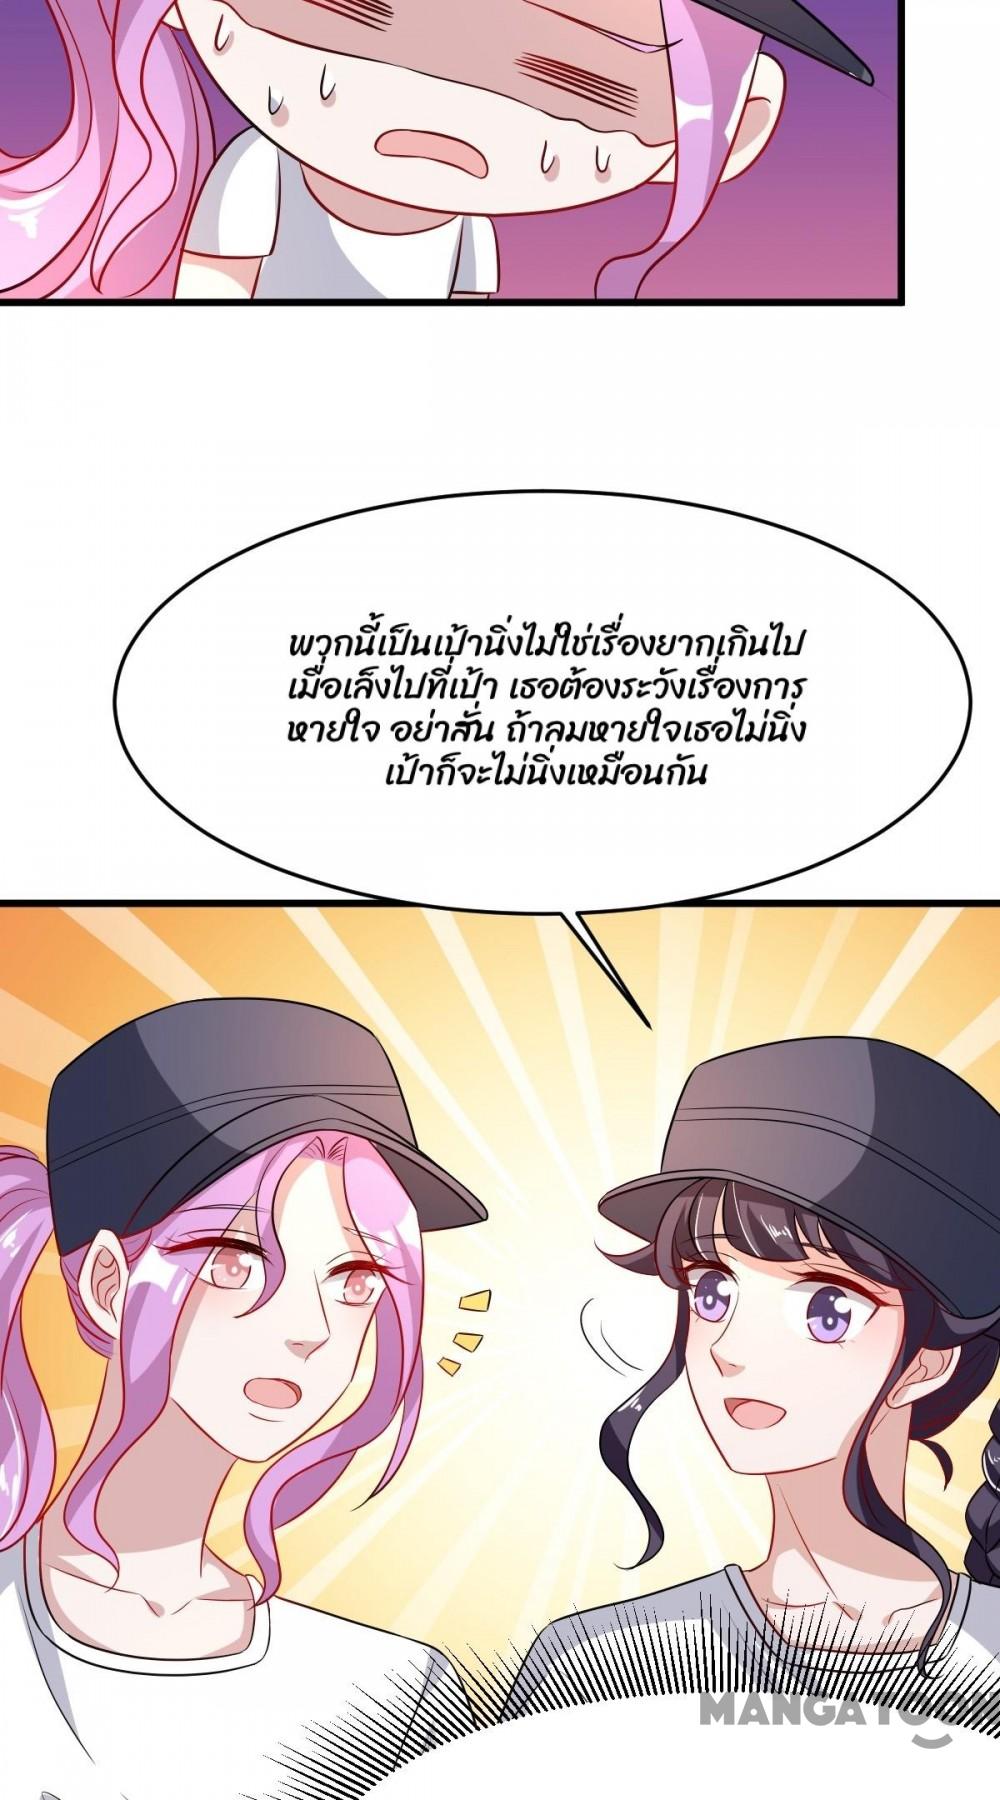 พวกนี้เป็นเป้านิ่งไม่ใช่เรื่องยากเกินไป
เมื่อเล็งไปที่เป้า เธอต้องระวังเรื่องการ
หายใจ อย่าสั่น ถ้าลมหายใจเธอไม่นิ่ง
เป้าก็จะไม่นิ่งเหมือนกัน
MANGATOON